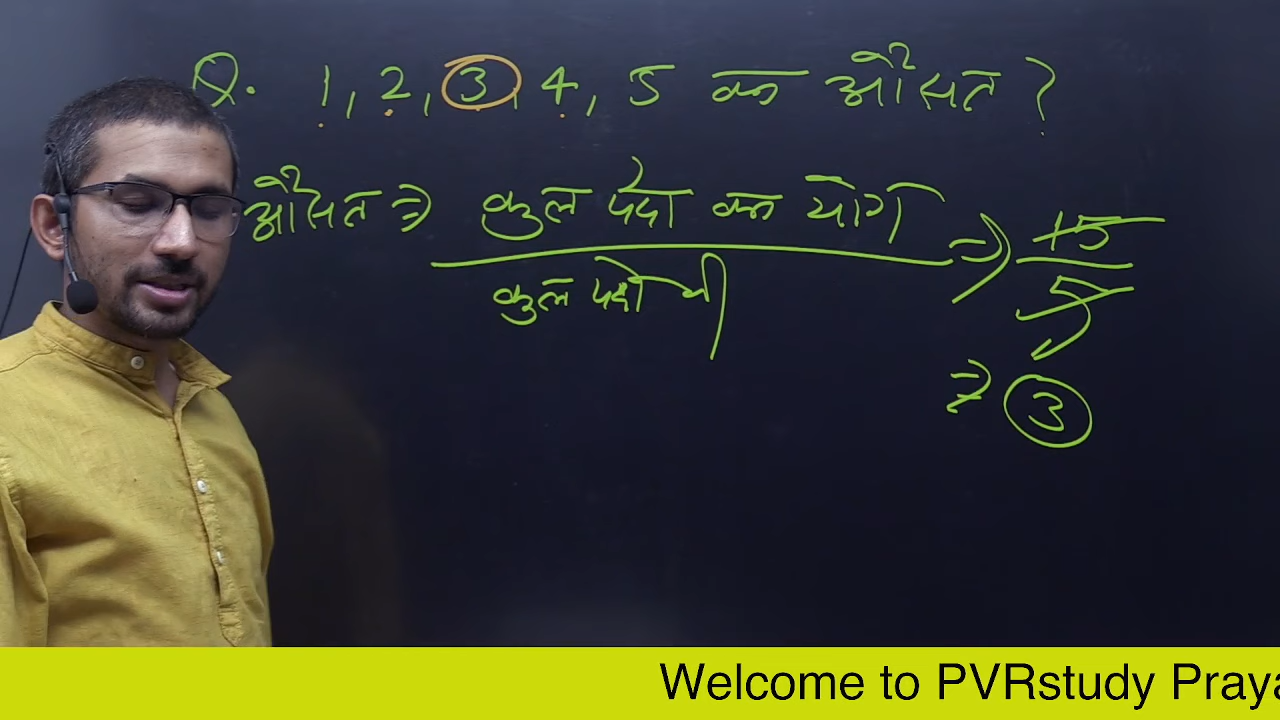 Q. 1, 2, 3, 4, 5 का औसत ?
औसत ⇒ कुल पदों का योग / कुल पदों की ⇒ 15 / 5
⇒ 3
Welcome to PVRstudy Praya